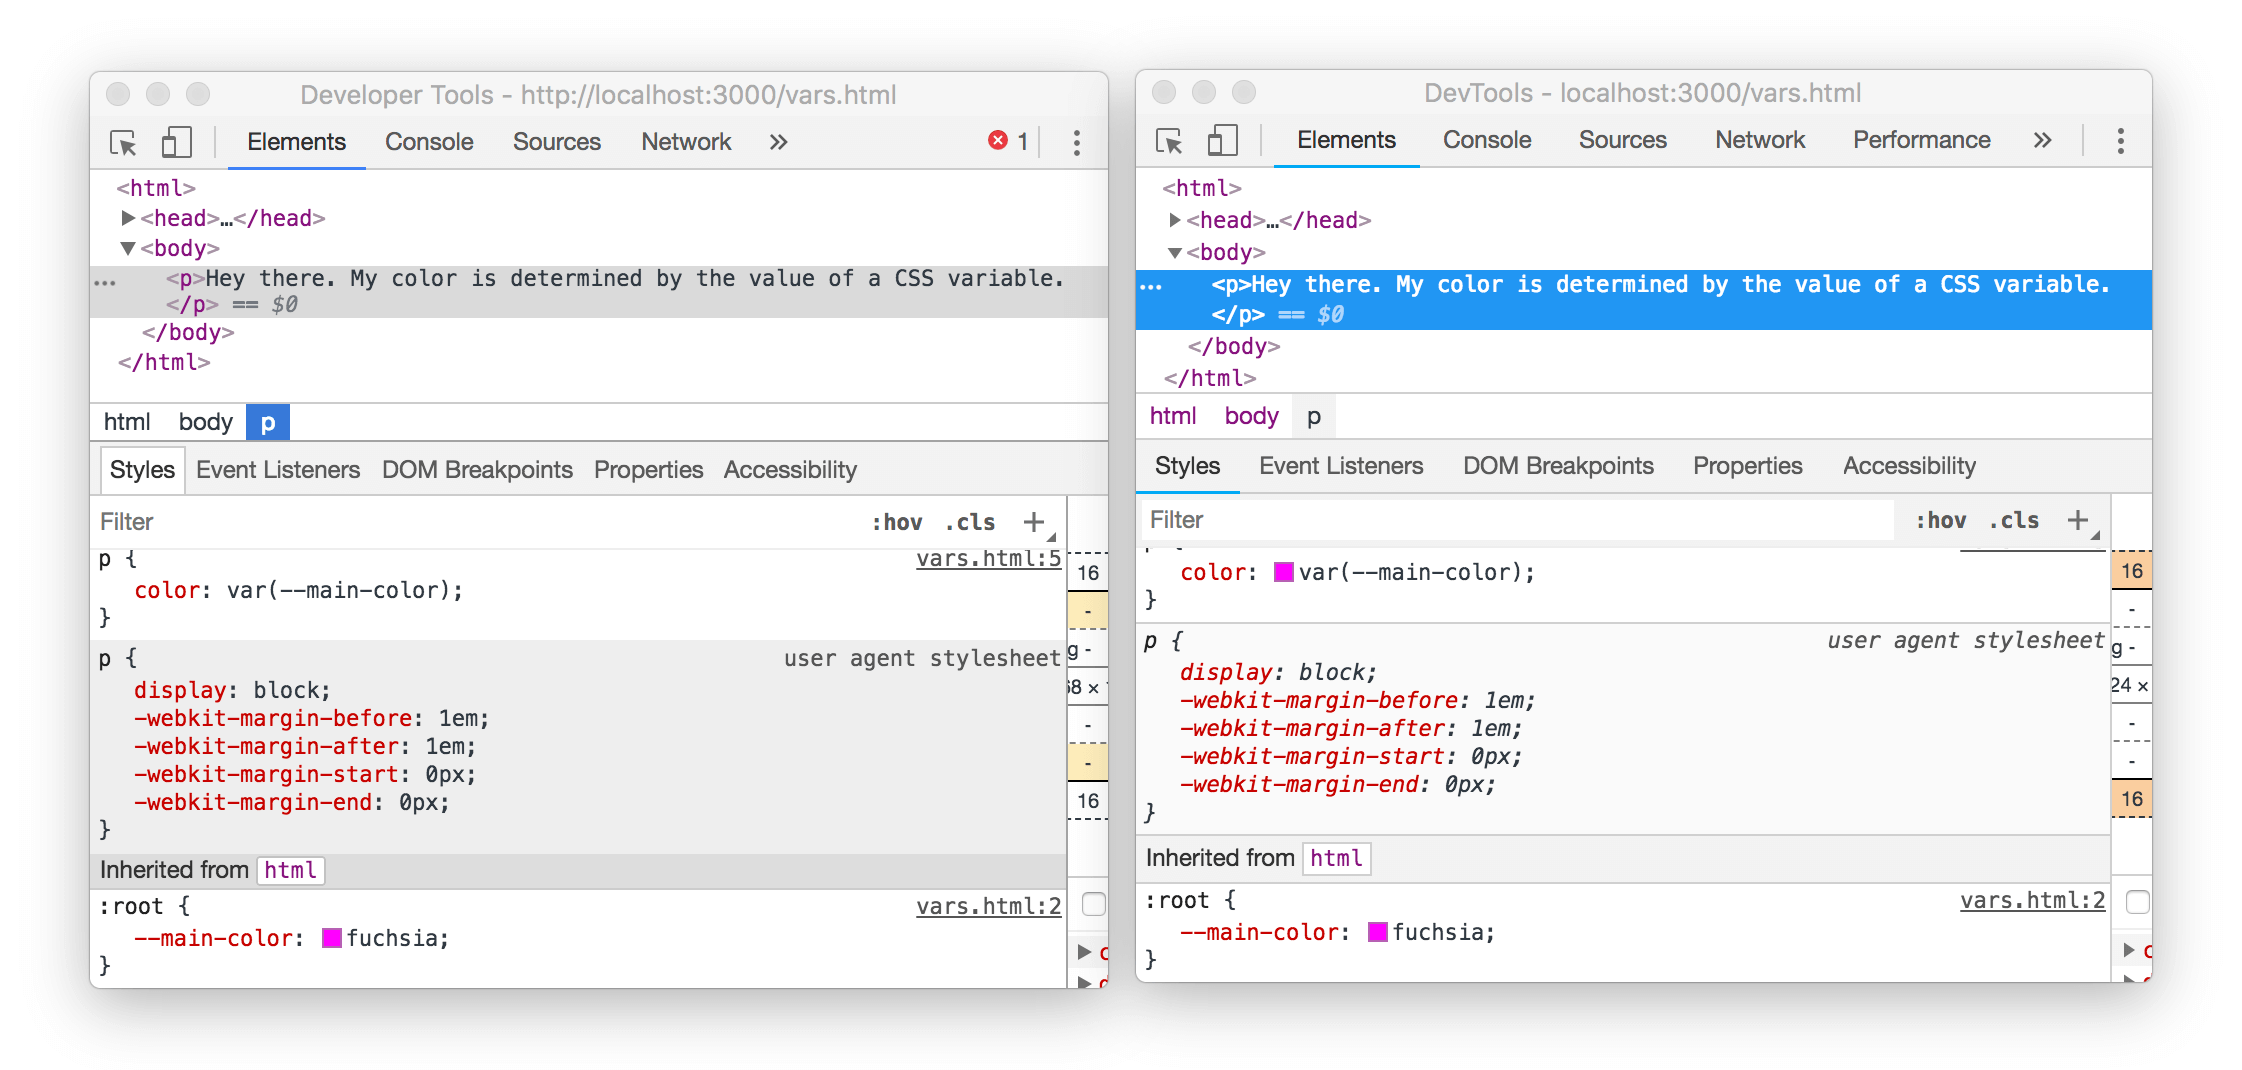 Developer Tools - http://localhost:3000/vars.html
Elements Console Sources Network » 1
<html>
<head>…</head>
<body>
... <p>Hey there. My color is determined by the value of a CSS variable.
</p> == $0
</body>
</html>
html body p
Styles Event Listeners DOM Breakpoints Properties Accessibility
Filter :hov .cls +
p { vars.html:5
color: var(--main-color);
}
p { user agent stylesheet
display: block;
-webkit-margin-before: 1em;
-webkit-margin-after: 1em;
-webkit-margin-start: 0px;
-webkit-margin-end: 0px;
}
Inherited from html
:root { vars.html:2
--main-color: fuchsia;
}
16
-
g -
68 ×
-
-
16
DevTools - localhost:3000/vars.html
Elements Console Sources Network Performance »
<html>
<head>…</head>
<body>
... <p>Hey there. My color is determined by the value of a CSS variable.
</p> == $0
</body>
</html>
html body p
Styles Event Listeners DOM Breakpoints Properties Accessibility
Filter :hov .cls +
color: var(--main-color);
}
p { user agent stylesheet
display: block;
-webkit-margin-before: 1em;
-webkit-margin-after: 1em;
-webkit-margin-start: 0px;
-webkit-margin-end: 0px;
}
Inherited from html
:root { vars.html:2
--main-color: fuchsia;
}
16
-
g -
24 ×
-
-
16